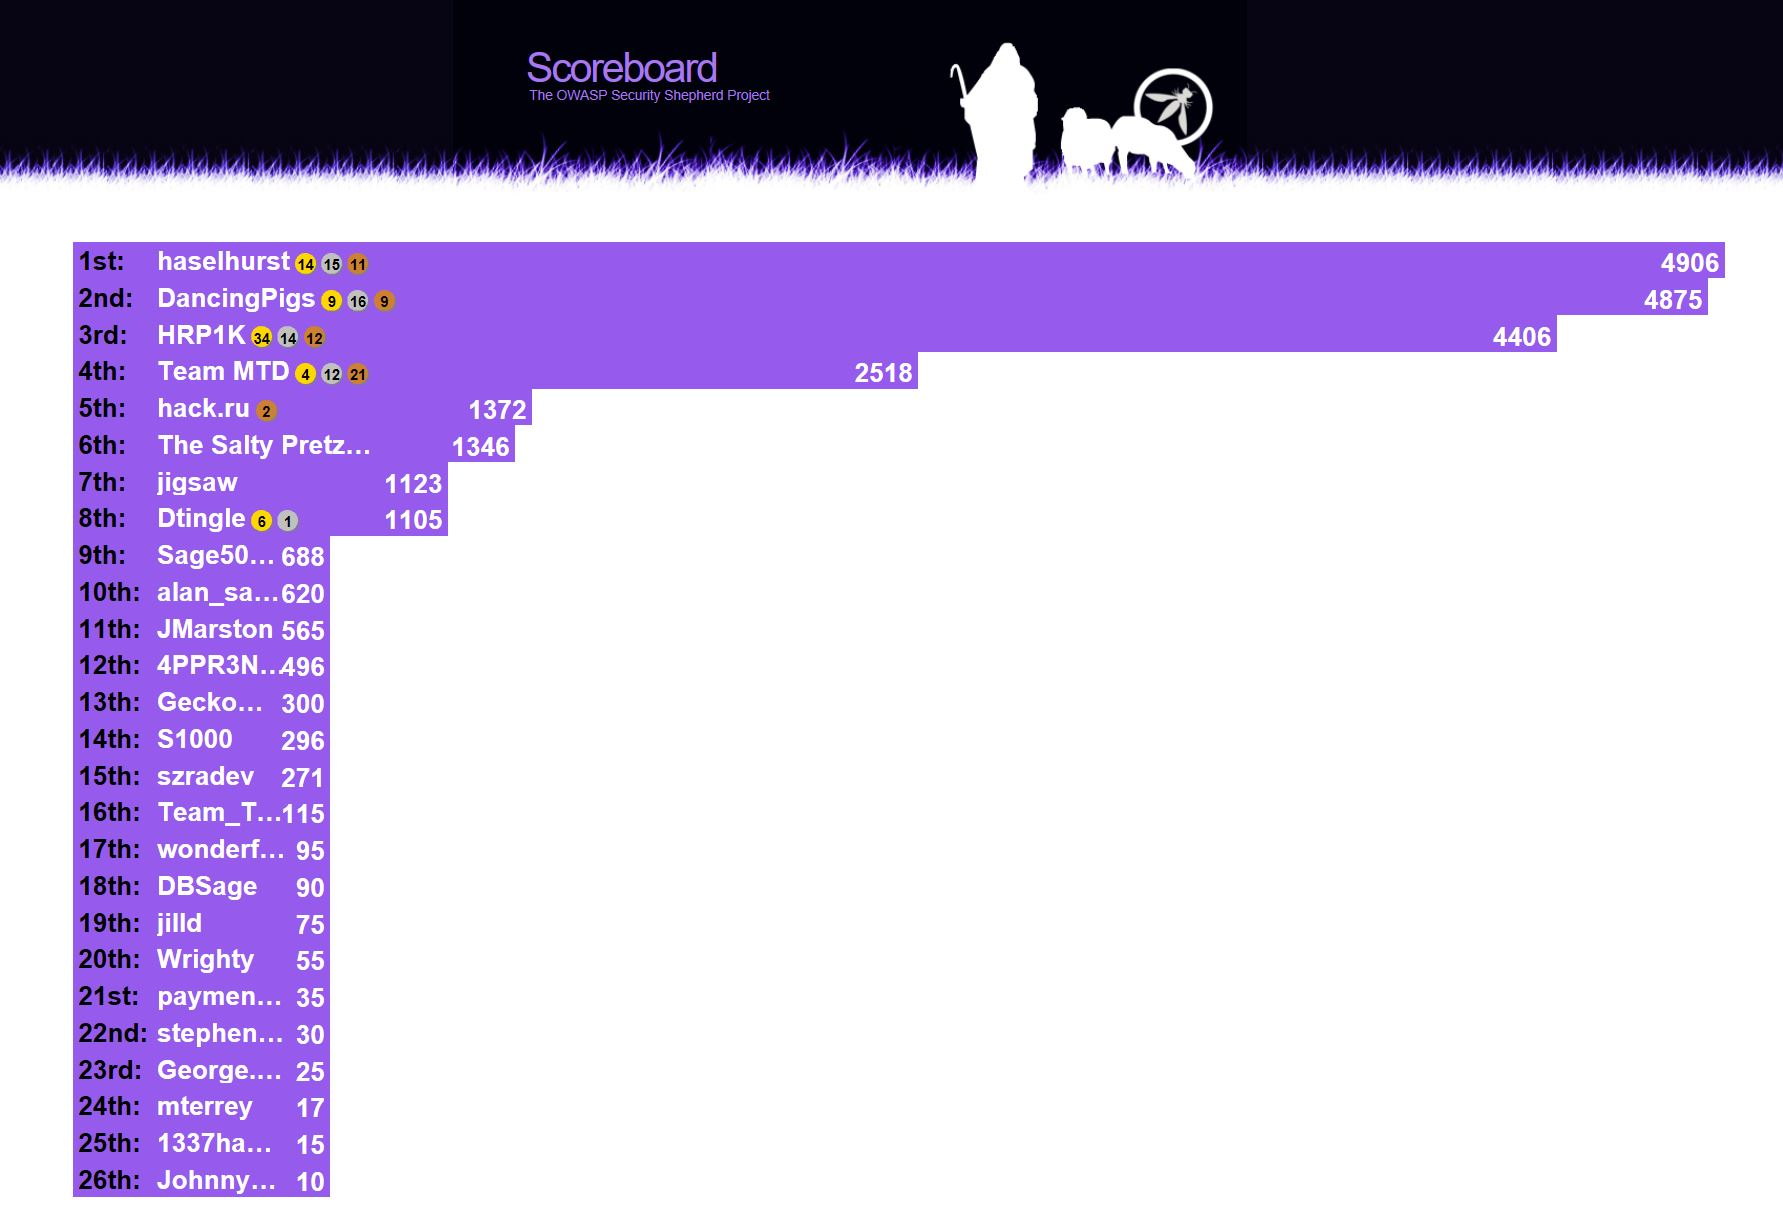 Scoreboard
The OWASP Security Shepherd Project
1st: haselhurst 14 15 11 4906
2nd: DancingPigs 9 16 9 4875
3rd: HRP1K 34 14 12 4406
4th: Team MTD 4 12 21 2518
5th: hack.ru 2 1372
6th: The Salty Pretz... 1346
7th: jigsaw 1123
8th: Dtingle 6 1 1105
9th: Sage50... 688
10th: alan_sa... 620
11th: JMarston 565
12th: 4PPR3N... 496
13th: Gecko... 300
14th: S1000 296
15th: szradev 271
16th: Team_T... 115
17th: wonderf... 95
18th: DBSage 90
19th: jilld 75
20th: Wrighty 55
21st: paymen... 35
22nd: stephen... 30
23rd: George.... 25
24th: mterrey 17
25th: 1337ha... 15
26th: Johnny... 10